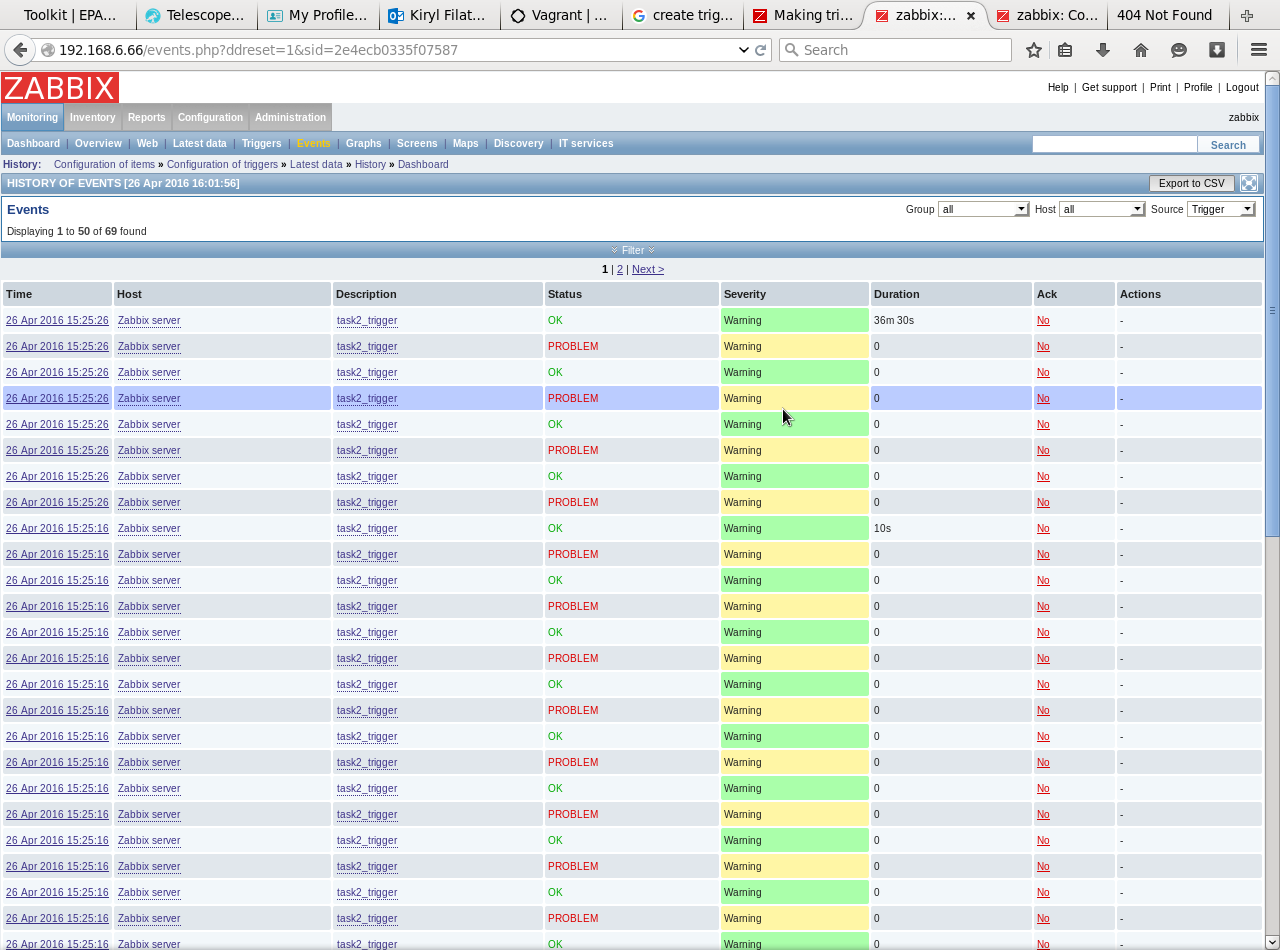 Toolkit | EPA... Telescope... My Profile... Kiryl Filat... Vagrant | ... create trig... Making tri... zabbix:... zabbix: Co... 404 Not Found
192.168.6.66/events.php?ddreset=1&sid=2e4ecb0335f07587 Search
ZABBIX Help | Get support | Print | Profile | Logout
Monitoring Inventory Reports Configuration Administration zabbix
Dashboard | Overview | Web | Latest data | Triggers | Events | Graphs | Screens | Maps | Discovery | IT services Search
History: Configuration of items » Configuration of triggers » Latest data » History » Dashboard
HISTORY OF EVENTS [26 Apr 2016 16:01:56] Export to CSV
Events Group all Host all Source Trigger
Displaying 1 to 50 of 69 found
Filter
1 | 2 | Next >
Time Host Description Status Severity Duration Ack Actions
26 Apr 2016 15:25:26 Zabbix server task2_trigger OK Warning 36m 30s No -
26 Apr 2016 15:25:26 Zabbix server task2_trigger PROBLEM Warning 0 No -
26 Apr 2016 15:25:26 Zabbix server task2_trigger OK Warning 0 No -
26 Apr 2016 15:25:26 Zabbix server task2_trigger PROBLEM Warning 0 No -
26 Apr 2016 15:25:26 Zabbix server task2_trigger OK Warning 0 No -
26 Apr 2016 15:25:26 Zabbix server task2_trigger PROBLEM Warning 0 No -
26 Apr 2016 15:25:26 Zabbix server task2_trigger OK Warning 0 No -
26 Apr 2016 15:25:26 Zabbix server task2_trigger PROBLEM Warning 0 No -
26 Apr 2016 15:25:16 Zabbix server task2_trigger OK Warning 10s No -
26 Apr 2016 15:25:16 Zabbix server task2_trigger PROBLEM Warning 0 No -
26 Apr 2016 15:25:16 Zabbix server task2_trigger OK Warning 0 No -
26 Apr 2016 15:25:16 Zabbix server task2_trigger PROBLEM Warning 0 No -
26 Apr 2016 15:25:16 Zabbix server task2_trigger OK Warning 0 No -
26 Apr 2016 15:25:16 Zabbix server task2_trigger PROBLEM Warning 0 No -
26 Apr 2016 15:25:16 Zabbix server task2_trigger OK Warning 0 No -
26 Apr 2016 15:25:16 Zabbix server task2_trigger PROBLEM Warning 0 No -
26 Apr 2016 15:25:16 Zabbix server task2_trigger OK Warning 0 No -
26 Apr 2016 15:25:16 Zabbix server task2_trigger PROBLEM Warning 0 No -
26 Apr 2016 15:25:16 Zabbix server task2_trigger OK Warning 0 No -
26 Apr 2016 15:25:16 Zabbix server task2_trigger PROBLEM Warning 0 No -
26 Apr 2016 15:25:16 Zabbix server task2_trigger OK Warning 0 No -
26 Apr 2016 15:25:16 Zabbix server task2_trigger PROBLEM Warning 0 No -
26 Apr 2016 15:25:16 Zabbix server task2_trigger OK Warning 0 No -
26 Apr 2016 15:25:16 Zabbix server task2_trigger PROBLEM Warning 0 No -
26 Apr 2016 15:25:16 Zabbix server task2_trigger OK Warning 0 No -